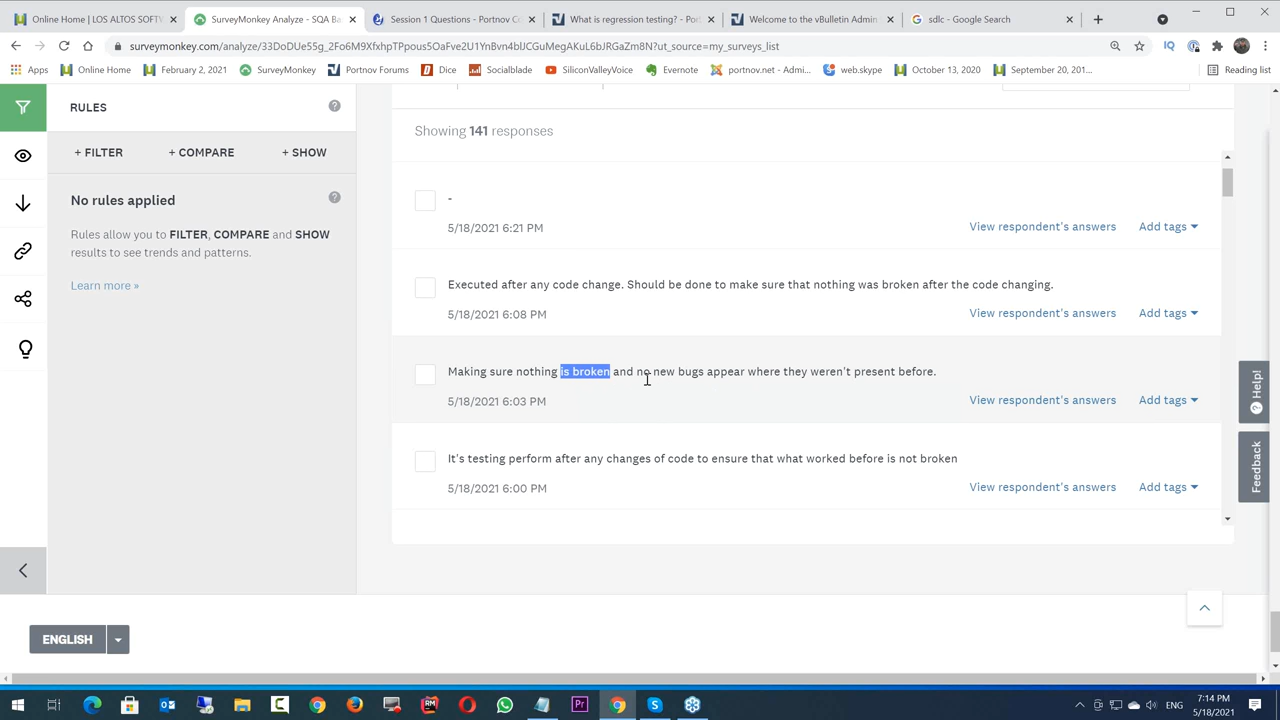 Online Home | LOS ALTOS SOFTW
SurveyMonkey Analyze - SQA Ba
Session 1 Questions - Portnov Co
What is regression testing? - Port
Welcome to the vBulletin Admin
sdlc - Google Search
surveymonkey.com/analyze/33DoDUe55g_2Fo6M9XfxhpTPpous5OaFve2U1YnBvn4bIJCGuMegAKuL6bJRGaZm8N?ut_source=my_surveys_list
Apps
Online Home
February 2, 2021
SurveyMonkey
Portnov Forums
Dice
Socialblade
SiliconValleyVoice
Evernote
portnov.net - Admi...
web.skype
October 13, 2020
September 20, 201...
Reading list
RULES
+ FILTER
+ COMPARE
+ SHOW
No rules applied
Rules allow you to FILTER, COMPARE and SHOW
results to see trends and patterns.
Learn more »
Showing 141 responses
-
5/18/2021 6:21 PM
View respondent's answers
Add tags
Executed after any code change. Should be done to make sure that nothing was broken after the code changing.
5/18/2021 6:08 PM
View respondent's answers
Add tags
Making sure nothing is broken and no new bugs appear where they weren't present before.
5/18/2021 6:03 PM
View respondent's answers
Add tags
It's testing perform after any changes of code to ensure that what worked before is not broken
5/18/2021 6:00 PM
View respondent's answers
Add tags
Help!
Feedback
ENGLISH
ENG
7:14 PM
5/18/2021